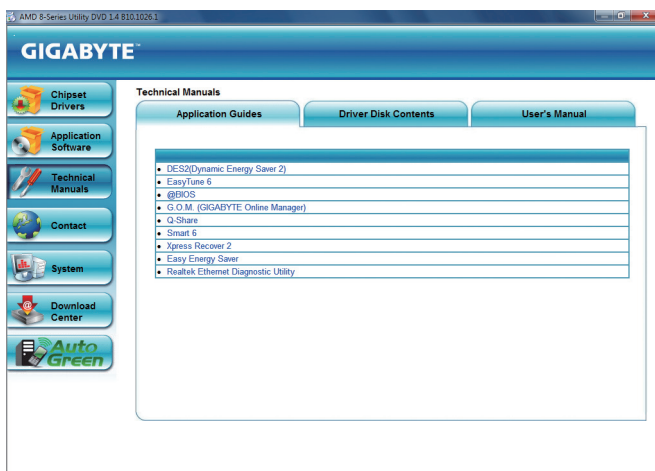 AMD 8-Series Utility DVD 1.4 B10.1026.1
GIGABYTE™
Chipset
Drivers
Application
Software
Technical
Manuals
Contact
System
Download
Center
Auto
Green
Technical Manuals
Application Guides
Driver Disk Contents
User's Manual
• DES2(Dynamic Energy Saver 2)
• EasyTune 6
• @BIOS
• G.O.M. (GIGABYTE Online Manager)
• Q-Share
• Smart 6
• Xpress Recover 2
• Easy Energy Saver
• Realtek Ethernet Diagnostic Utility